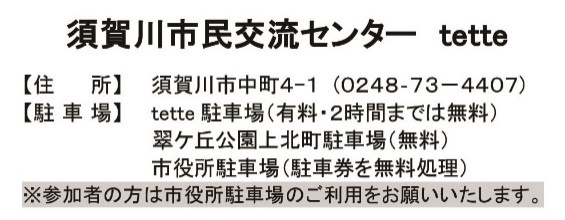 須賀川市民交流センター　tette
【住　　所】　須賀川市中町4-1（0248-73－4407）
【駐 車 場】　tette 駐車場（有料・2時間までは無料）
翠ケ丘公園上北町駐車場（無料）
市役所駐車場（駐車券を無料処理）
※参加者の方は市役所駐車場のご利用をお願いいたします。